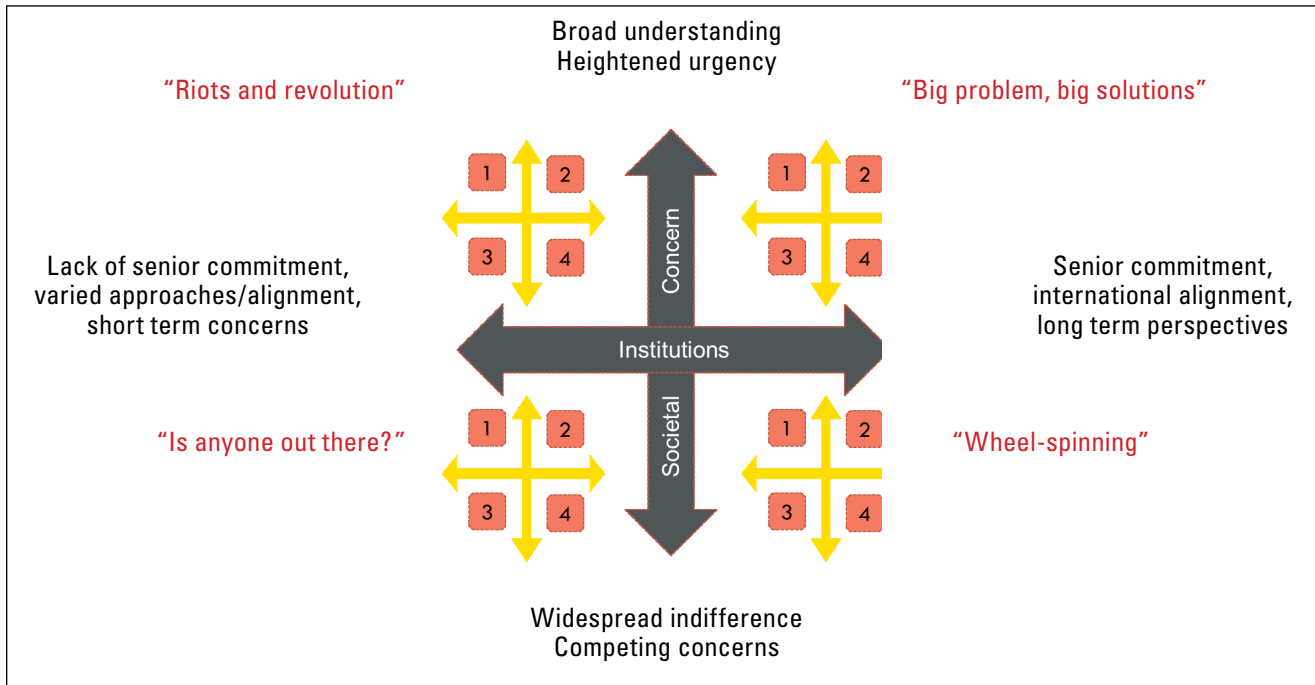 Broad understanding
Heightened urgency
“Riots and revolution”
“Big problem, big solutions”
1 2
3 4
1 2
3 4
Concern
Lack of senior commitment,
varied approaches/alignment,
short term concerns
Institutions
Senior commitment,
international alignment,
long term perspectives
Societal
“Is anyone out there?”
“Wheel-spinning”
1 2
3 4
1 2
3 4
Widespread indifference
Competing concerns